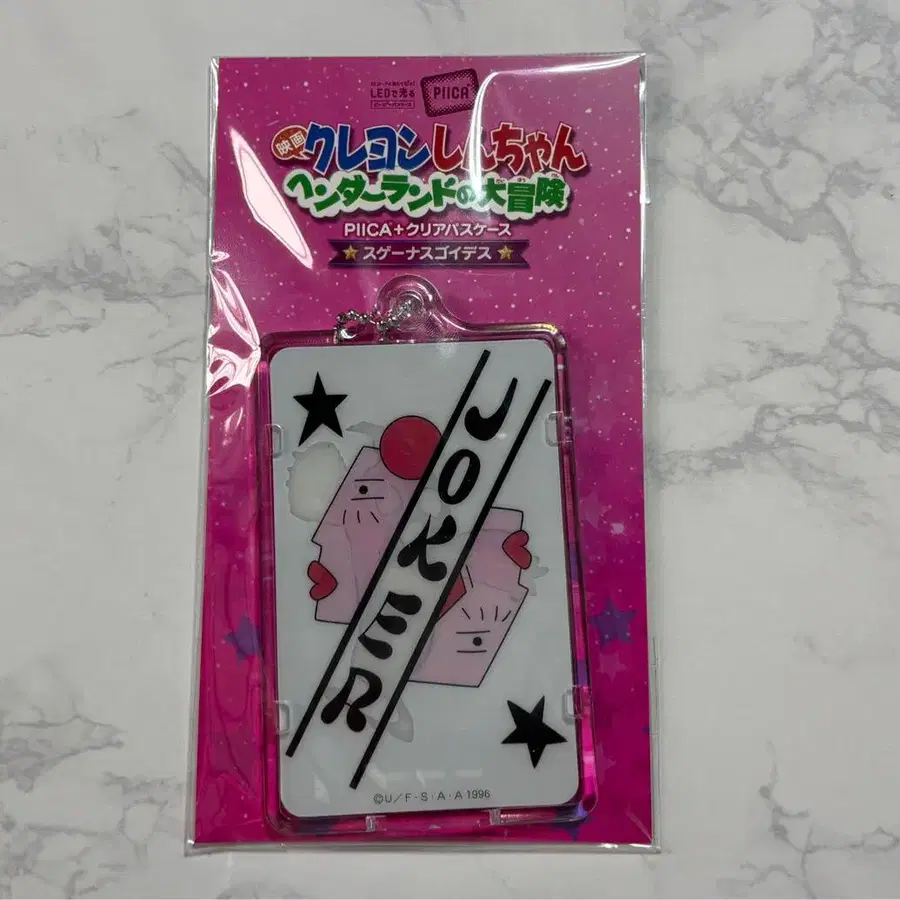 LEDで光る
PIICA
映画
クレヨンしんちゃん
ヘンダーランドの大冒険
PIICA+クリアパスケース
スゲーナスゴイデス
JOKER
©U/F-S・A・A 1996